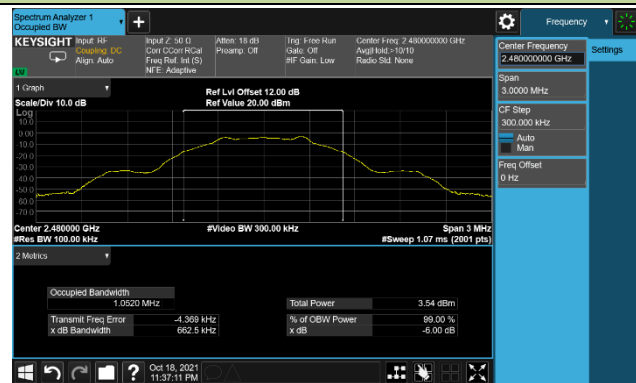 Spectrum Analyzer 1
Occupied BW
KEYSIGHT
Input: RF
Coupling: DC
Align: Auto
Input Z: 50 Ω
Corr CCorr RCal
Freq Ref: Int (S)
NFE: Adaptive
Atten: 18 dB
Preamp: Off
Trig: Free Run
Gate: Off
#IF Gain: Low
Center Freq: 2.480000000 GHz
Avg|Hold:>10/10
Radio Std: None
LW
1 Graph
Scale/Div 10.0 dB
Ref Lvl Offset 12.00 dB
Ref Value 20.00 dBm
Log
10.0
0.00
-10.0
-20.0
-30.0
-40.0
-50.0
-60.0
-70.0
Center 2.480000 GHz
#Res BW 100.00 kHz
#Video BW 300.00 kHz
Span 3 MHz
#Sweep 1.07 ms (2001 pts)
2 Metrics
Occupied Bandwidth
1.0520 MHz
Transmit Freq Error -4.369 kHz
x dB Bandwidth 662.5 kHz
Total Power 3.54 dBm
% of OBW Power 99.00 %
x dB -6.00 dB
Oct 18, 2021
11:37:11 PM
Frequency
Settings
Center Frequency
2.480000000 GHz
Span
3.0000 MHz
CF Step
300.000 kHz
Auto
Man
Freq Offset
0 Hz